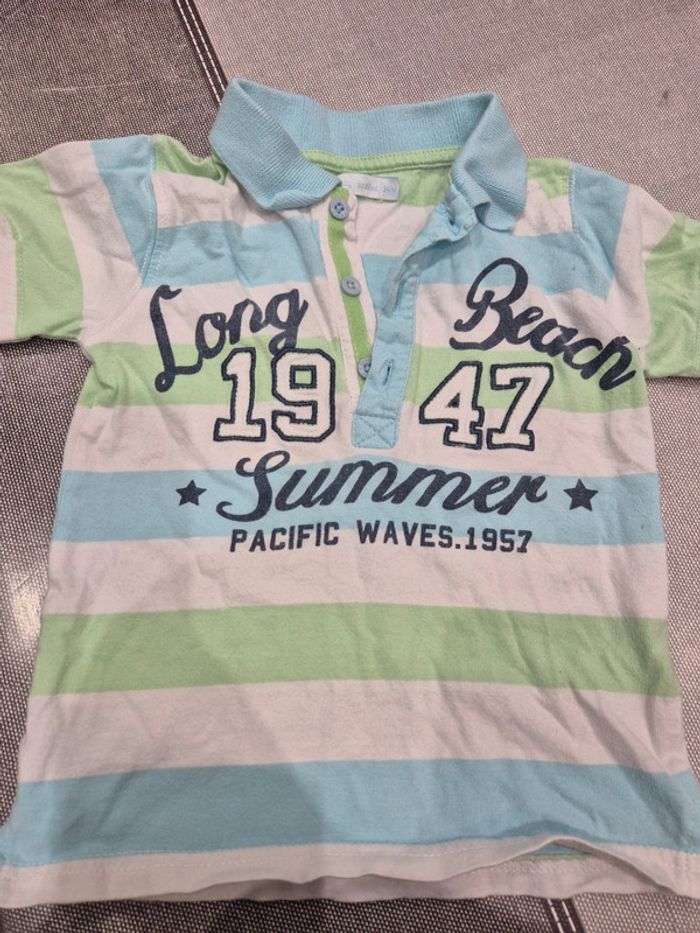 Long Beach
19 47
Summer
PACIFIC WAVES.1957